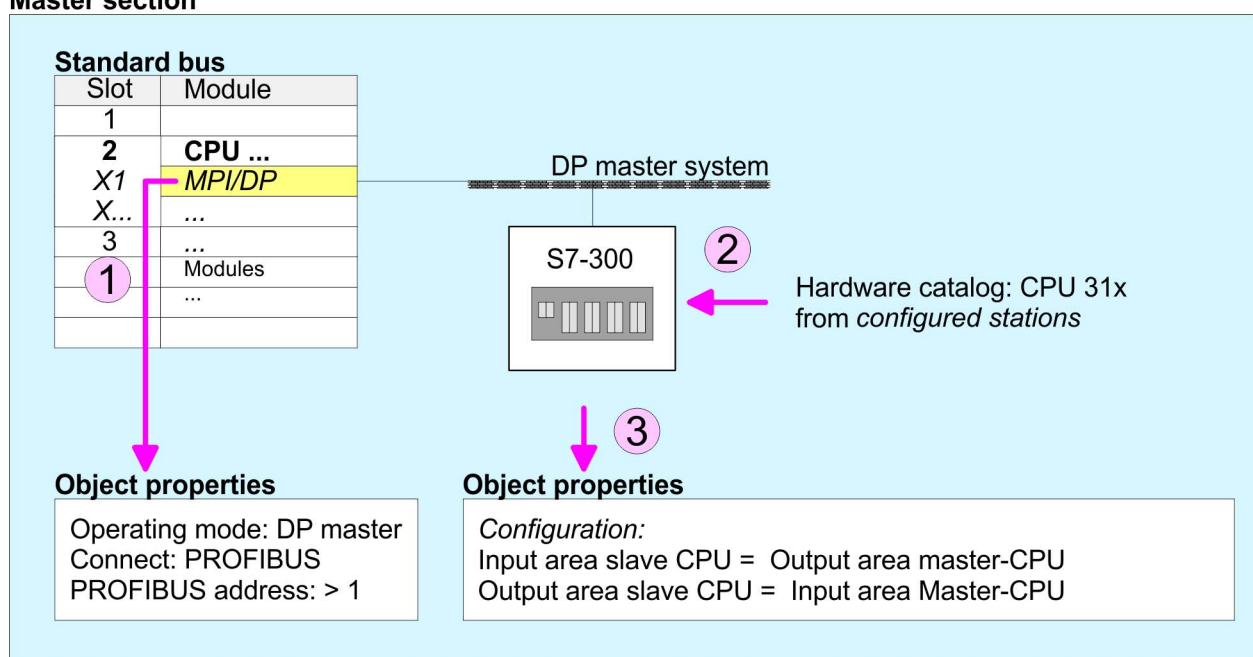 Master section
Standard bus
Slot Module
1
2 CPU ...
X1 MPI/DP
X... ...
3 ...
Modules
...
1
DP master system
S7-300
2
Hardware catalog: CPU 31x
from configured stations
3
Object properties
Operating mode: DP master
Connect: PROFIBUS
PROFIBUS address: > 1
Object properties
Configuration:
Input area slave CPU = Output area master-CPU
Output area slave CPU = Input area Master-CPU